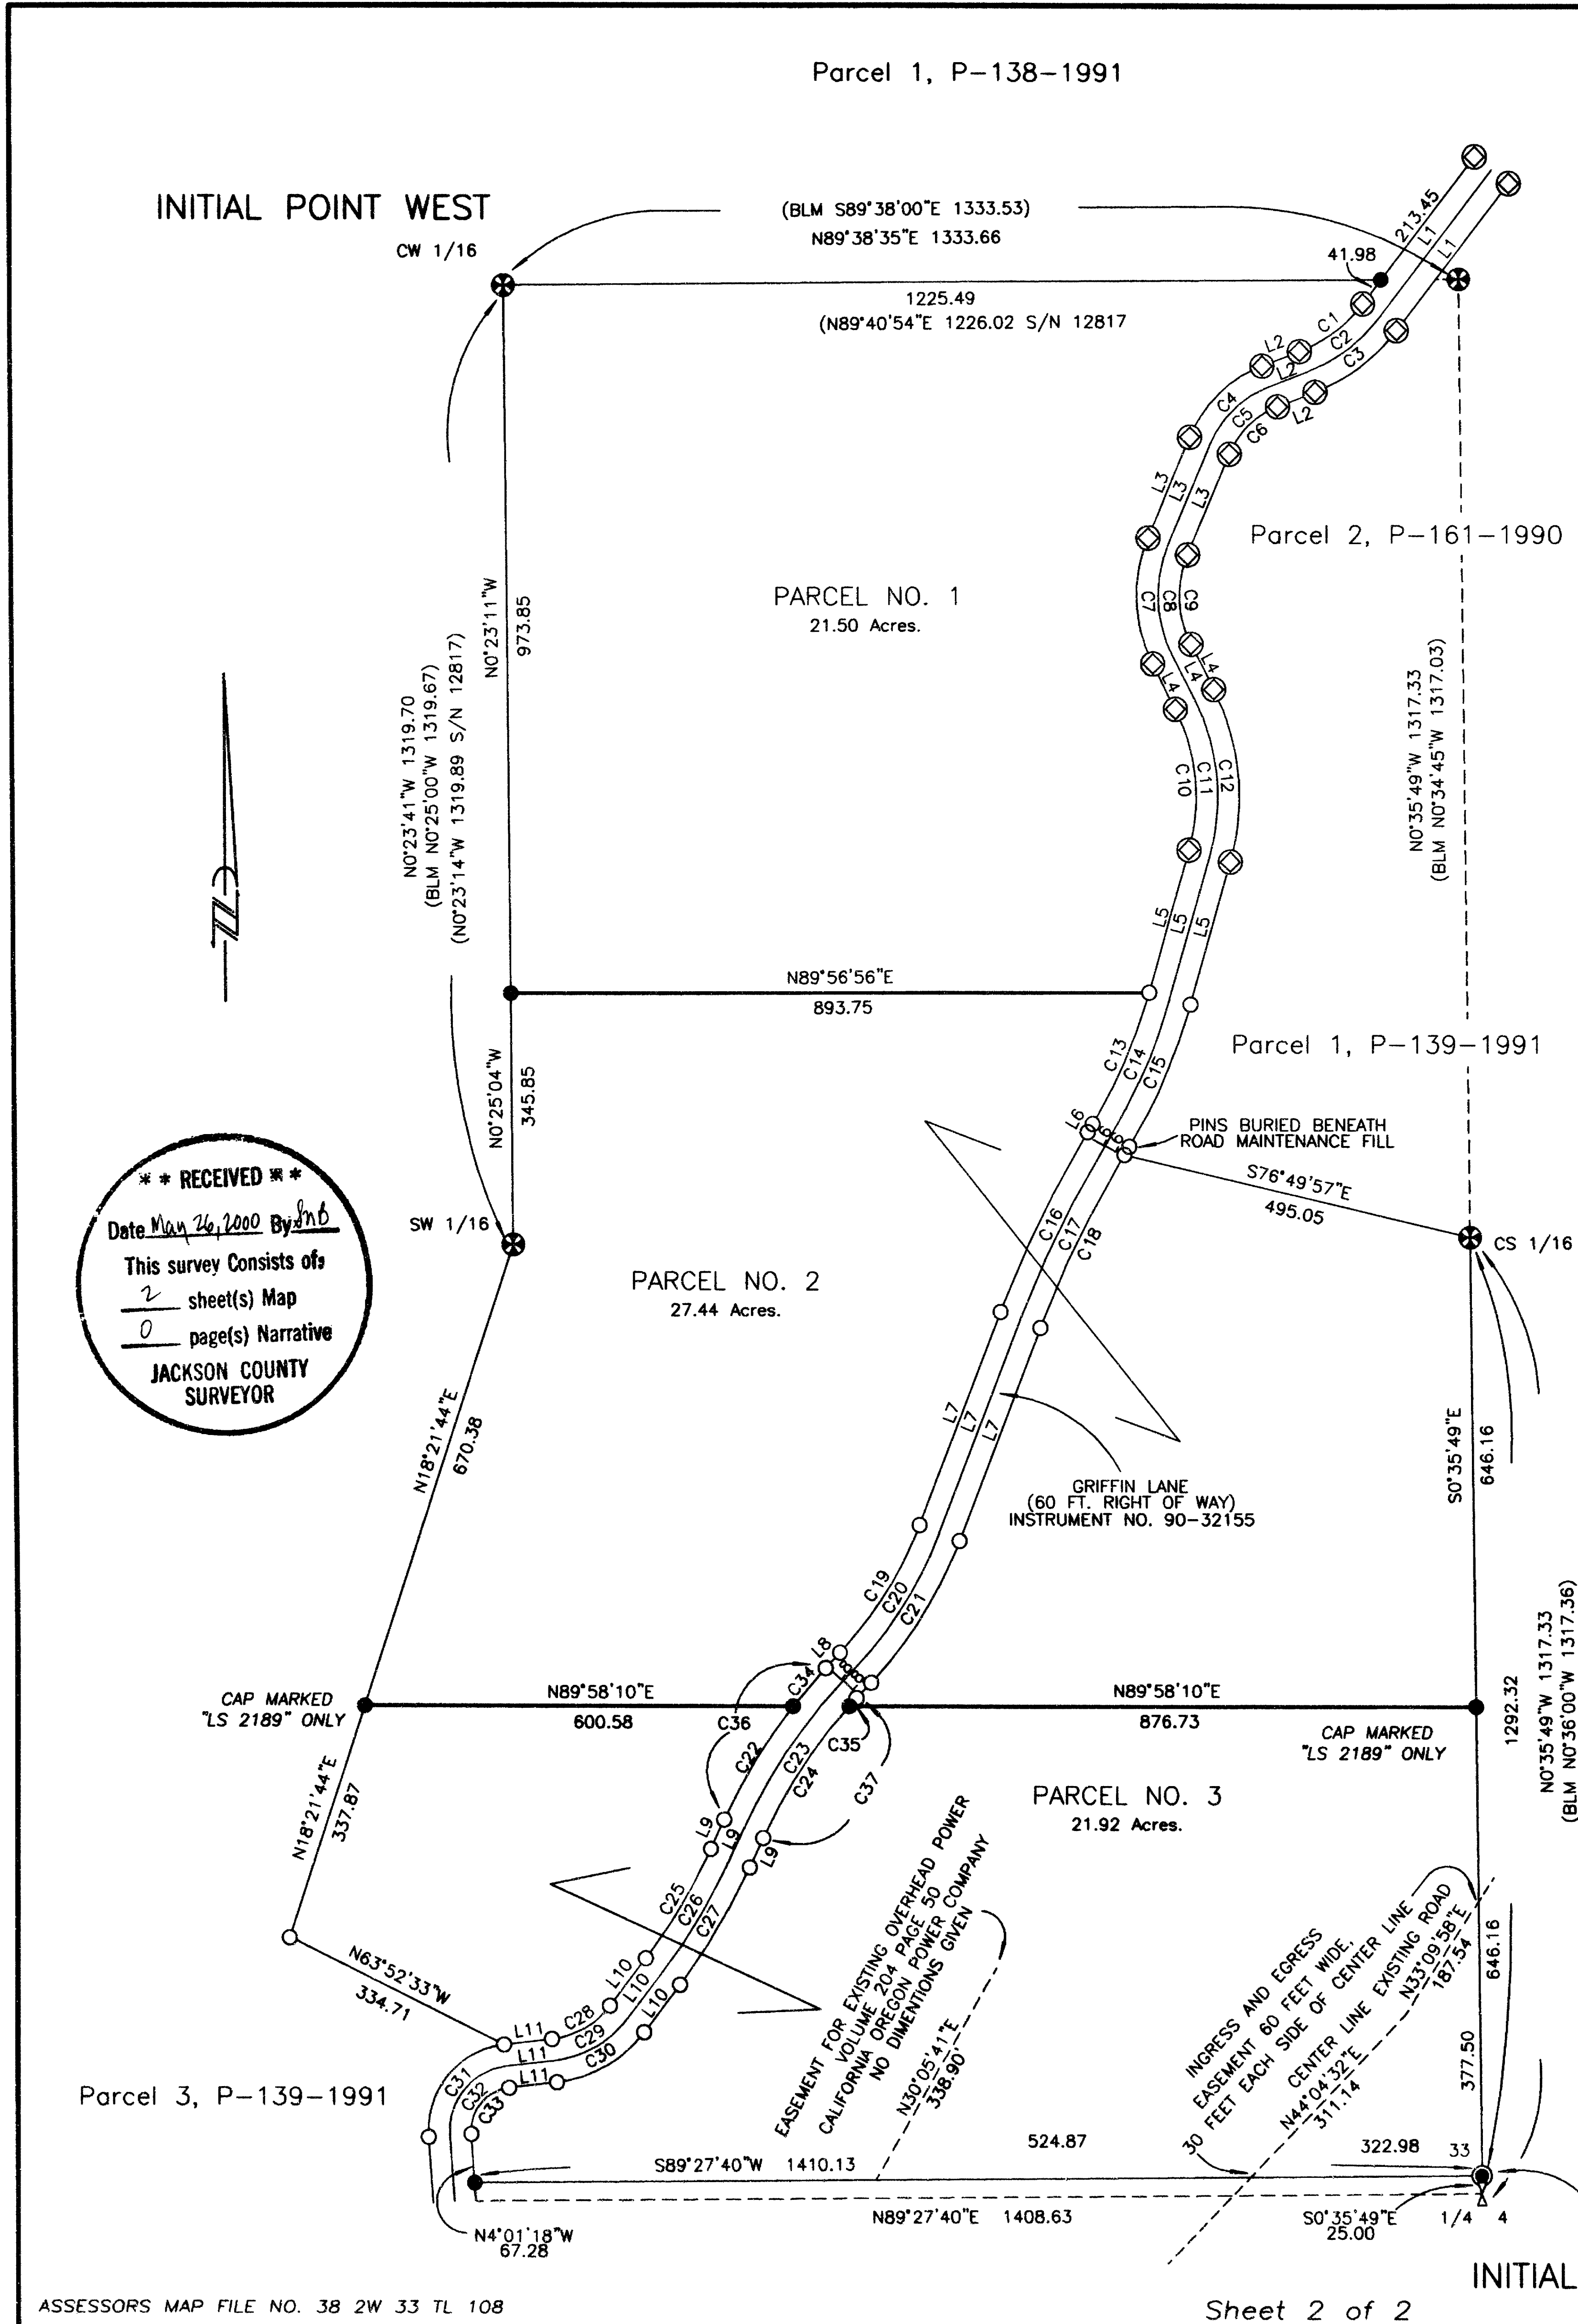 Parcel 1, P-138-1991
INITIAL POINT WEST
CW 1/16
(BLM S89°38'00"E 1333.53)
N89°38'35"E 1333.66
213.45
L1
L1
41.98
1225.49
(N89°40'54"E 1226.02 S/N 12817
C1
C2
C3
L2
L2
L2
C4
C5
C6
L3
L3
L3
Parcel 2, P-161-1990
N0°23'11"W
973.85
PARCEL NO. 1
21.50 Acres.
C7
C8
C9
L4
L4
L4
N0°23'41"W 1319.70
(BLM N0°25'00"W 1319.67)
(N0°23'14"W 1319.89 S/N 12817)
N0°35'49"W 1317.33
(BLM N0°34'45"W 1317.03)
C10
C11
C12
L5
L5
L5
N89°56'56"E
893.75
Parcel 1, P-139-1991
C13
C14
C15
N0°25'04"W
345.85
L6
PINS BURIED BENEATH
ROAD MAINTENANCE FILL
S76°49'57"E
495.05
* * RECEIVED * *
Date May 26, 2000 By SnB
This survey Consists of:
2 sheet(s) Map
0 page(s) Narrative
JACKSON COUNTY
SURVEYOR
SW 1/16
CS 1/16
C16
C17
C18
PARCEL NO. 2
27.44 Acres.
N18°21'44"E
670.38
L7
L7
L7
S0°35'49"E
646.16
GRIFFIN LANE
(60 FT. RIGHT OF WAY)
INSTRUMENT NO. 90-32155
C19
C20
C21
L8
C34
CAP MARKED
"LS 2189" ONLY
N89°58'10"E
600.58
C36
C35
N89°58'10"E
876.73
CAP MARKED
"LS 2189" ONLY
1292.32
N0°35'49"W 1317.33
(BLM N0°36'00"W 1317.36)
C22
C23
C24
C37
N18°21'44"E
337.87
PARCEL NO. 3
21.92 Acres.
L9
L9
L9
C25
C26
C27
EASEMENT FOR EXISTING OVERHEAD POWER
VOLUME 204 PAGE 50
CALIFORNIA OREGON POWER COMPANY
NO DIMENTIONS GIVEN
N30°05'41"E
338.90'
INGRESS AND EGRESS
EASEMENT 60 FEET WIDE,
30 FEET EACH SIDE OF CENTER LINE
CENTER LINE EXISTING ROAD
N33°09'58"E
187.54
N44°04'32"E
311.14
646.16
377.50
N63°52'33"W
334.71
L10
L10
L10
L11
L11
L11
C28
C29
C30
C31
C32
C33
Parcel 3, P-139-1991
524.87
322.98
33
S89°27'40"W 1410.13
N89°27'40"E 1408.63
N4°01'18"W
67.28
S0°35'49"E
25.00
1/4 4
INITIAL
ASSESSORS MAP FILE NO. 38 2W 33 TL 108
Sheet 2 of 2